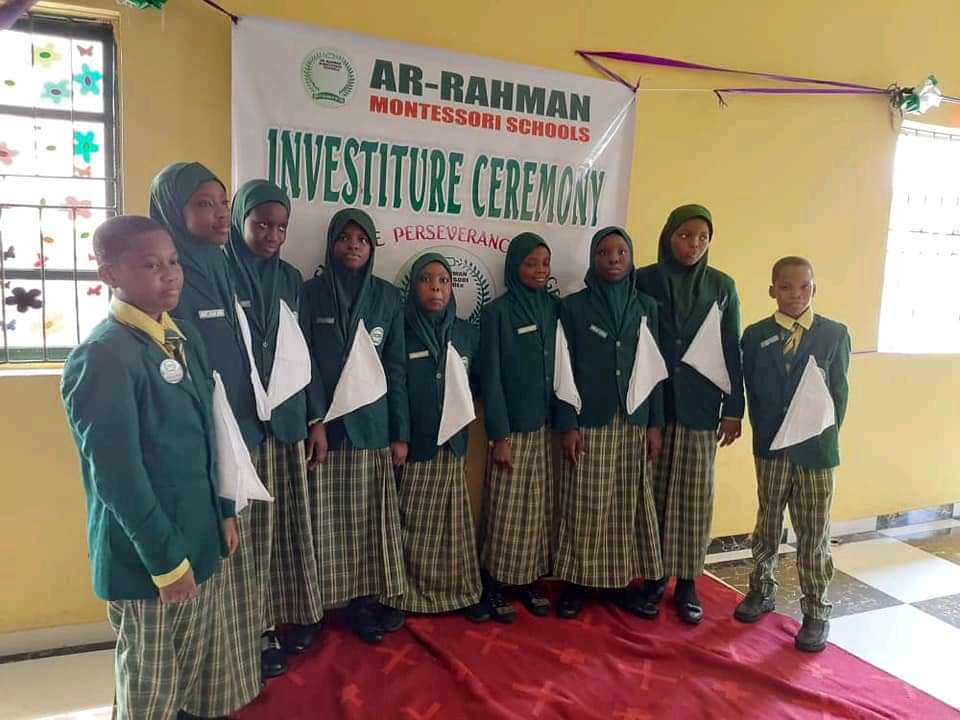 AR-RAHMAN
MONTESSORI SCHOOLS
INVESTITURE CEREMONY
PERSEVERANC